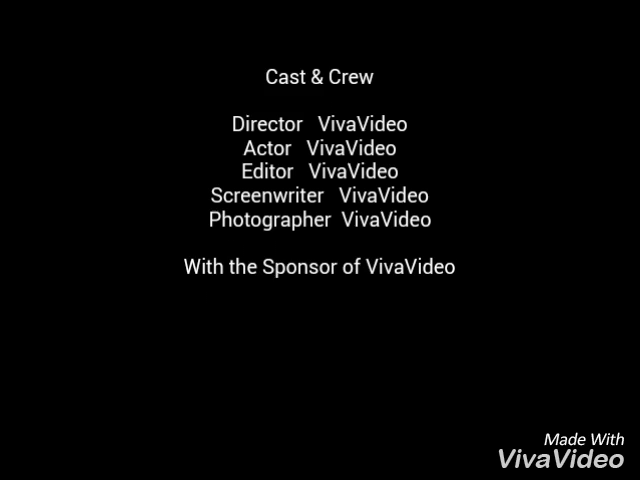 Cast & Crew
Director VivaVideo
Actor VivaVideo
Editor VivaVideo
Screenwriter VivaVideo
Photographer VivaVideo
With the Sponsor of VivaVideo
Made With
VivaVideo